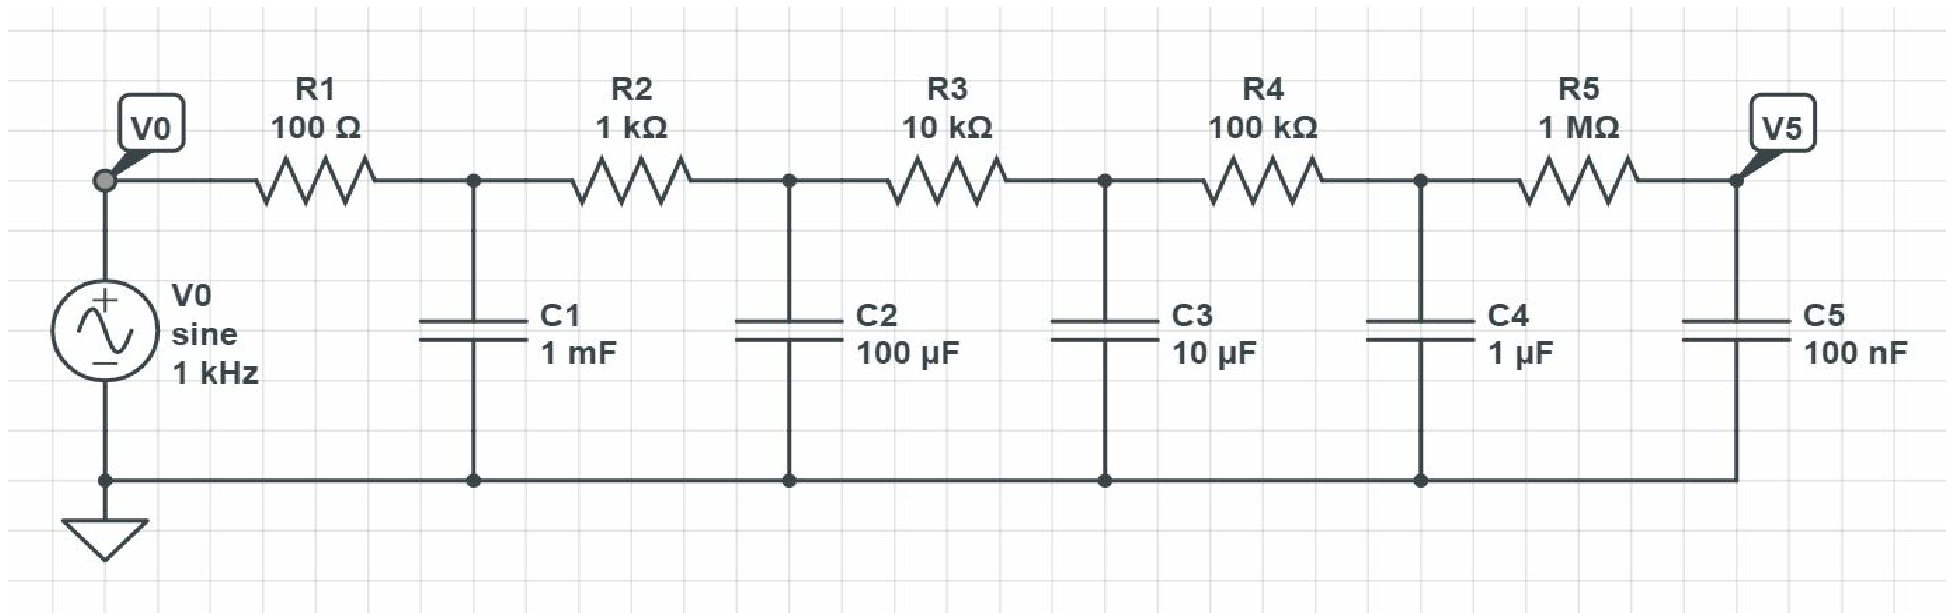 V0
R1
100 Ω
R2
1 kΩ
R3
10 kΩ
R4
100 kΩ
R5
1 MΩ
V5
V0
sine
1 kHz
C1
1 mF
C2
100 µF
C3
10 µF
C4
1 µF
C5
100 nF